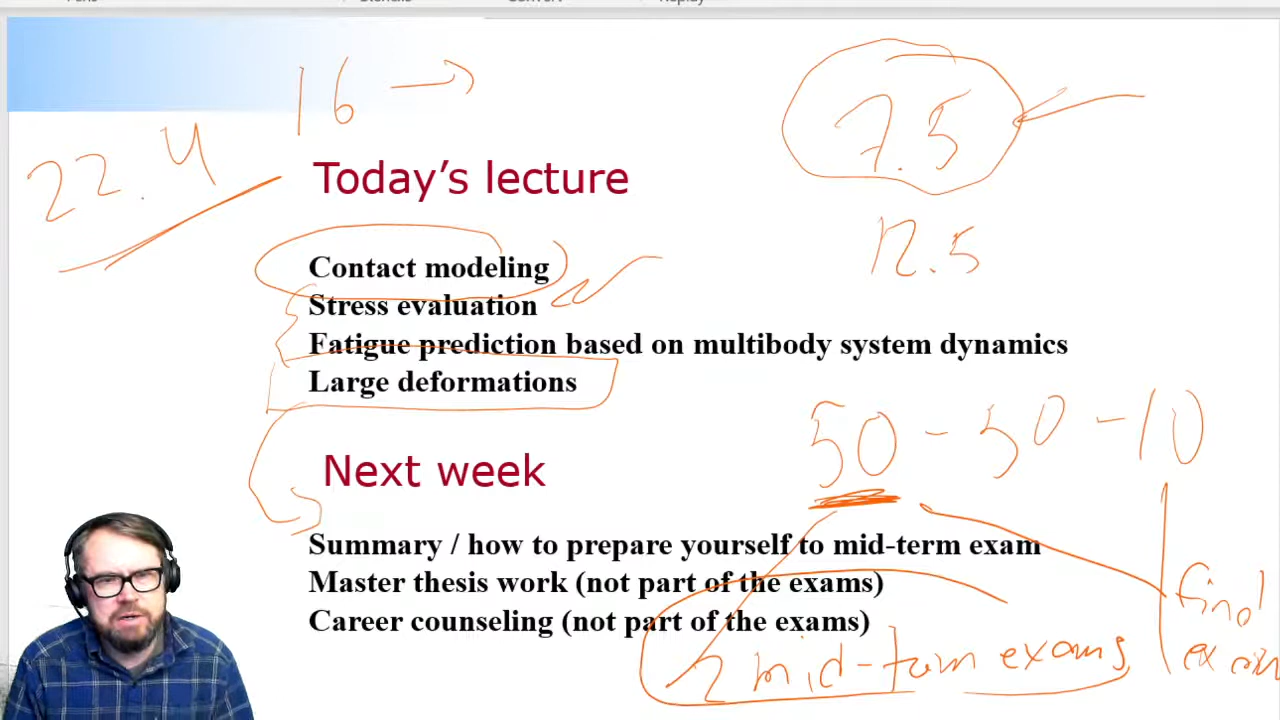 16
7.5
22.4
Today's lecture
12.5
Contact modeling
Stress evaluation
Fatigue prediction based on multibody system dynamics
Large deformations
50 - 50 - 10
Next week
Summary / how to prepare yourself to mid-term exam
Master thesis work (not part of the exams)
final
Career counseling (not part of the exams)
2 mid-term exams
exam